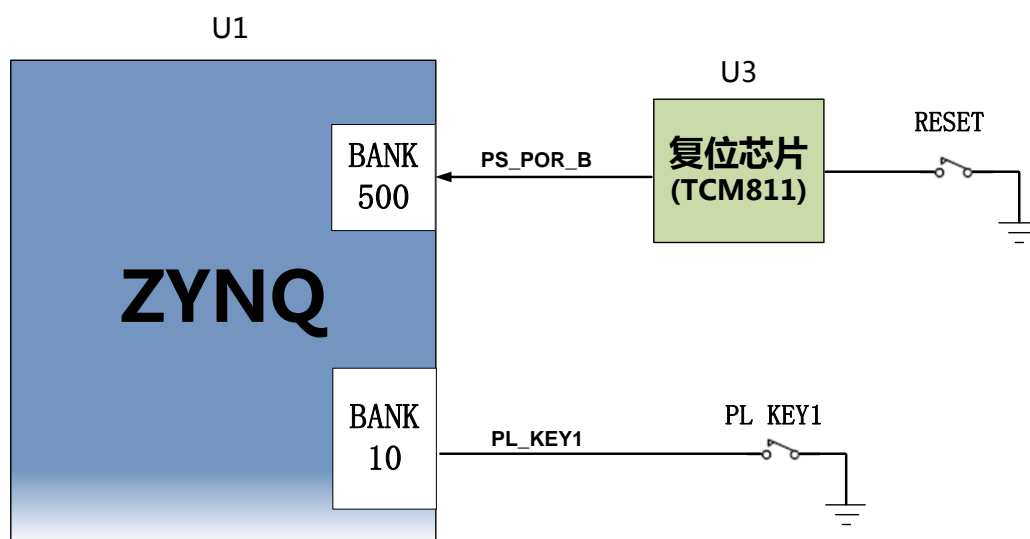 U1
U3
RESET
BANK
500
PS_POR_B
复位芯片
(TCM811)
ZYNQ
BANK
10
PL_KEY1
PL KEY1